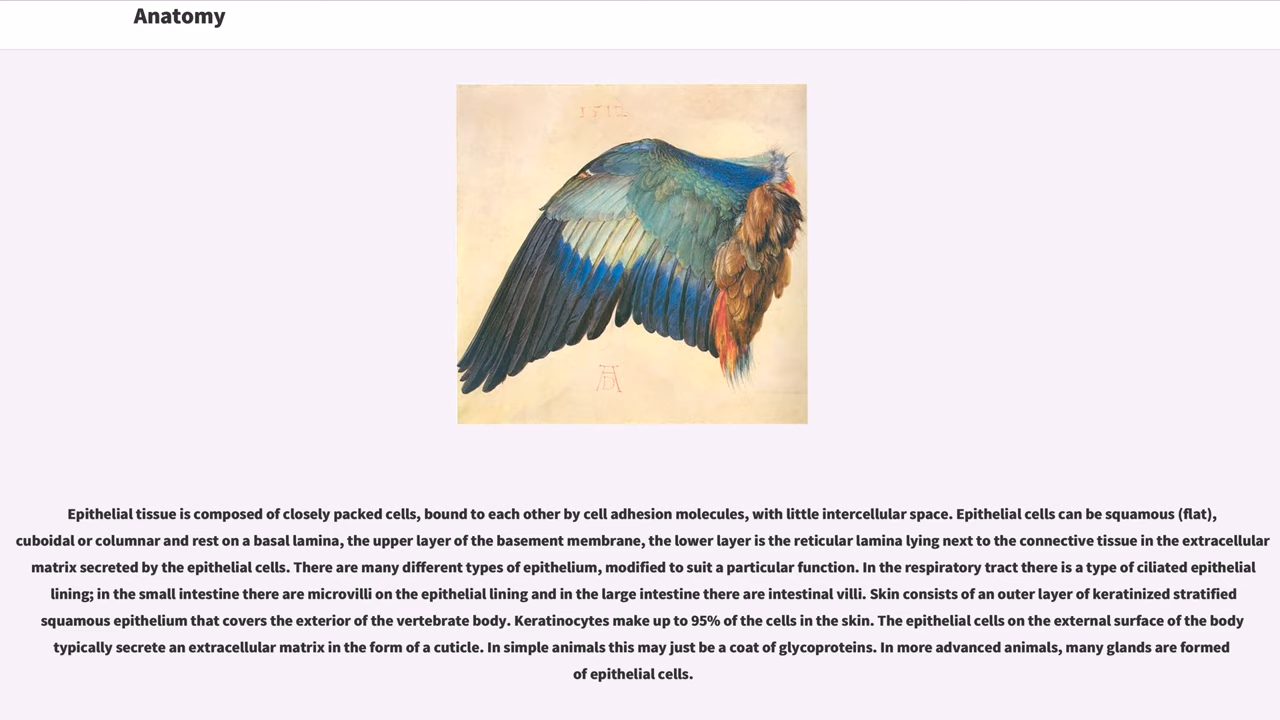 Anatomy
1512
AD
Epithelial tissue is composed of closely packed cells, bound to each other by cell adhesion molecules, with little intercellular space. Epithelial cells can be squamous (flat),
cuboidal or columnar and rest on a basal lamina, the upper layer of the basement membrane, the lower layer is the reticular lamina lying next to the connective tissue in the extracellular
matrix secreted by the epithelial cells. There are many different types of epithelium, modified to suit a particular function. In the respiratory tract there is a type of ciliated epithelial
lining; in the small intestine there are microvilli on the epithelial lining and in the large intestine there are intestinal villi. Skin consists of an outer layer of keratinized stratified
squamous epithelium that covers the exterior of the vertebrate body. Keratinocytes make up to 95% of the cells in the skin. The epithelial cells on the external surface of the body
typically secrete an extracellular matrix in the form of a cuticle. In simple animals this may just be a coat of glycoproteins. In more advanced animals, many glands are formed
of epithelial cells.